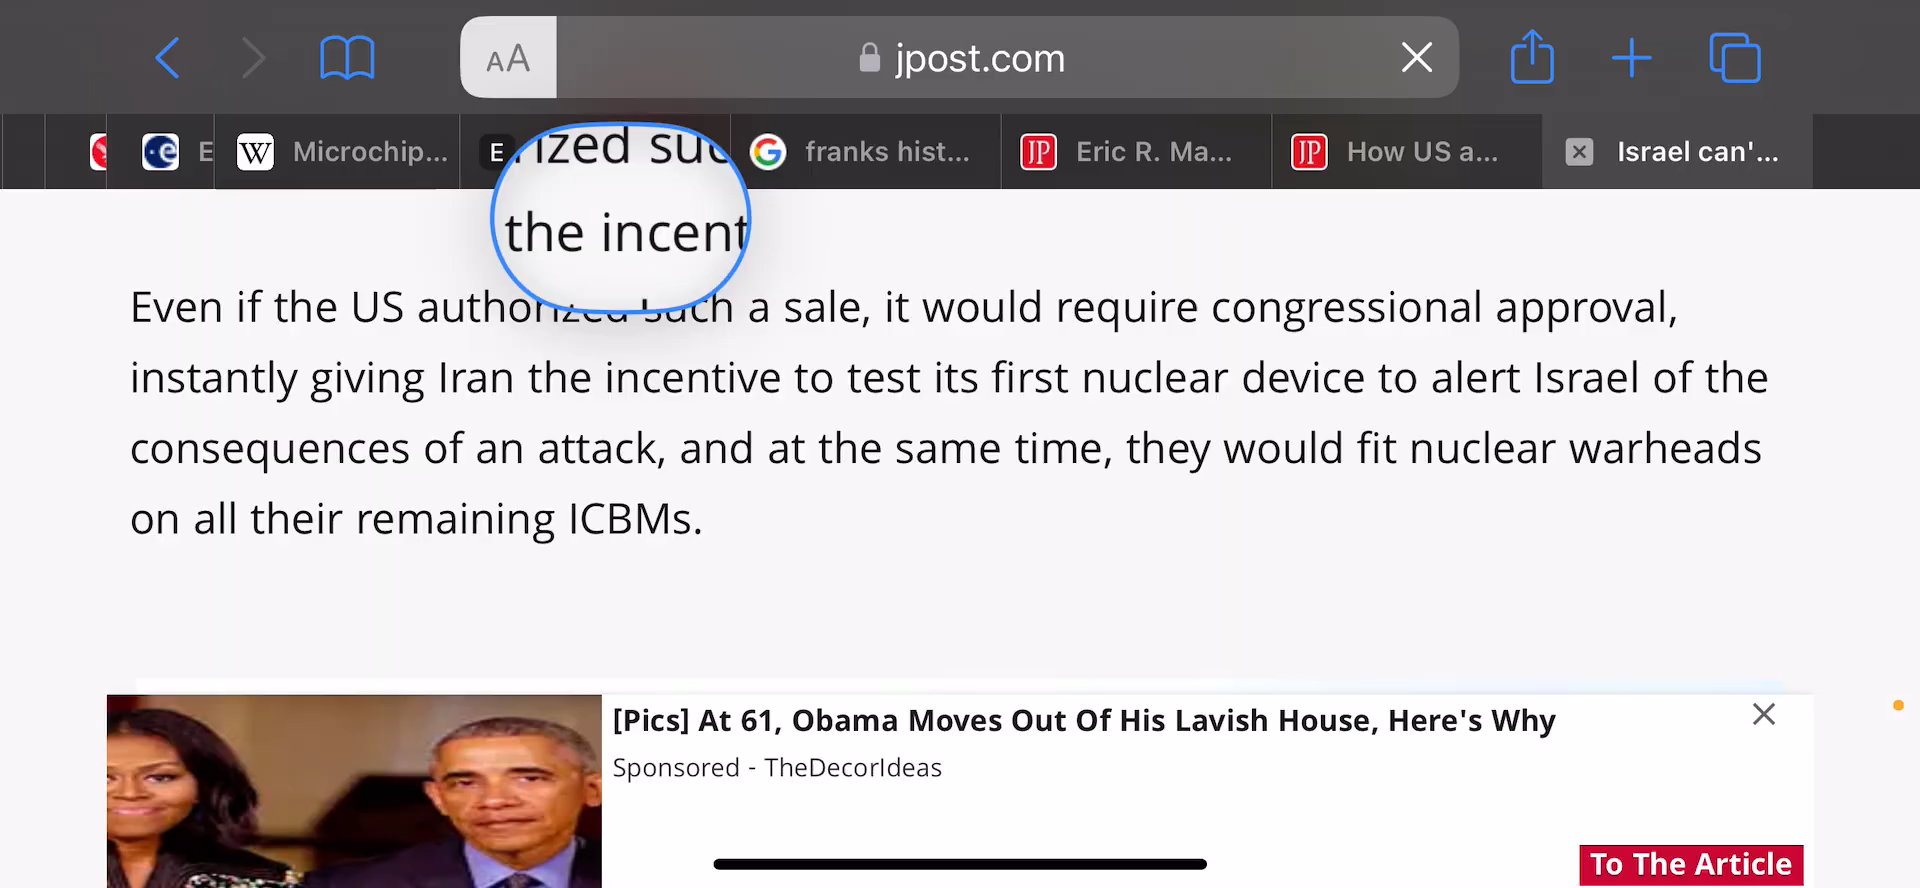 AA jpost.com
E Microchip... E franks hist... JP Eric R. Ma... JP How US a... Israel can'...
rized suc
the incent
Even if the US authorized such a sale, it would require congressional approval,
instantly giving Iran the incentive to test its first nuclear device to alert Israel of the
consequences of an attack, and at the same time, they would fit nuclear warheads
on all their remaining ICBMs.
[Pics] At 61, Obama Moves Out Of His Lavish House, Here's Why
Sponsored - TheDecorIdeas
To The Article